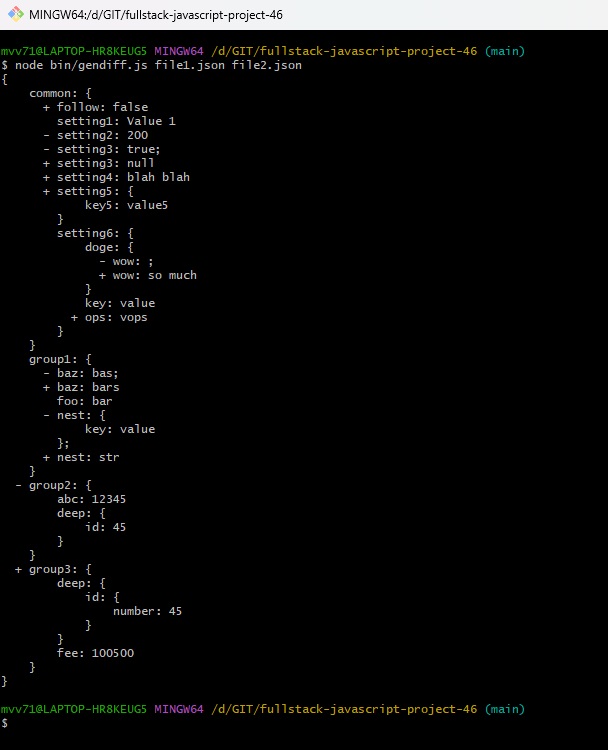 MINGW64:/d/GIT/fullstack-javascript-project-46
mvv71@LAPTOP-HR8KEUG5 MINGW64 /d/GIT/fullstack-javascript-project-46 (main)
$ node bin/gendiff.js file1.json file2.json
{
    common: {
      + follow: false
        setting1: Value 1
      - setting2: 200
      - setting3: true;
      + setting3: null
      + setting4: blah blah
      + setting5: {
            key5: value5
        }
        setting6: {
            doge: {
              - wow: ;
              + wow: so much
            }
            key: value
          + ops: vops
        }
    }
    group1: {
      - baz: bas;
      + baz: bars
        foo: bar
      - nest: {
            key: value
        };
      + nest: str
    }
  - group2: {
        abc: 12345
        deep: {
            id: 45
        }
    }
  + group3: {
        deep: {
            id: {
                number: 45
            }
        }
        fee: 100500
    }
}
mvv71@LAPTOP-HR8KEUG5 MINGW64 /d/GIT/fullstack-javascript-project-46 (main)
$